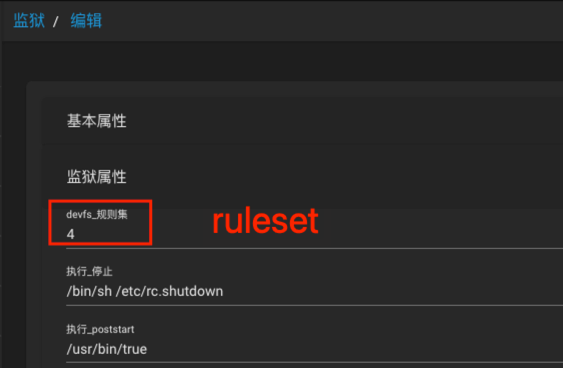 监狱 / 编辑
基本属性
监狱属性
devfs_规则集
4
ruleset
执行_停止
/bin/sh /etc/rc.shutdown
执行_poststart
/usr/bin/true